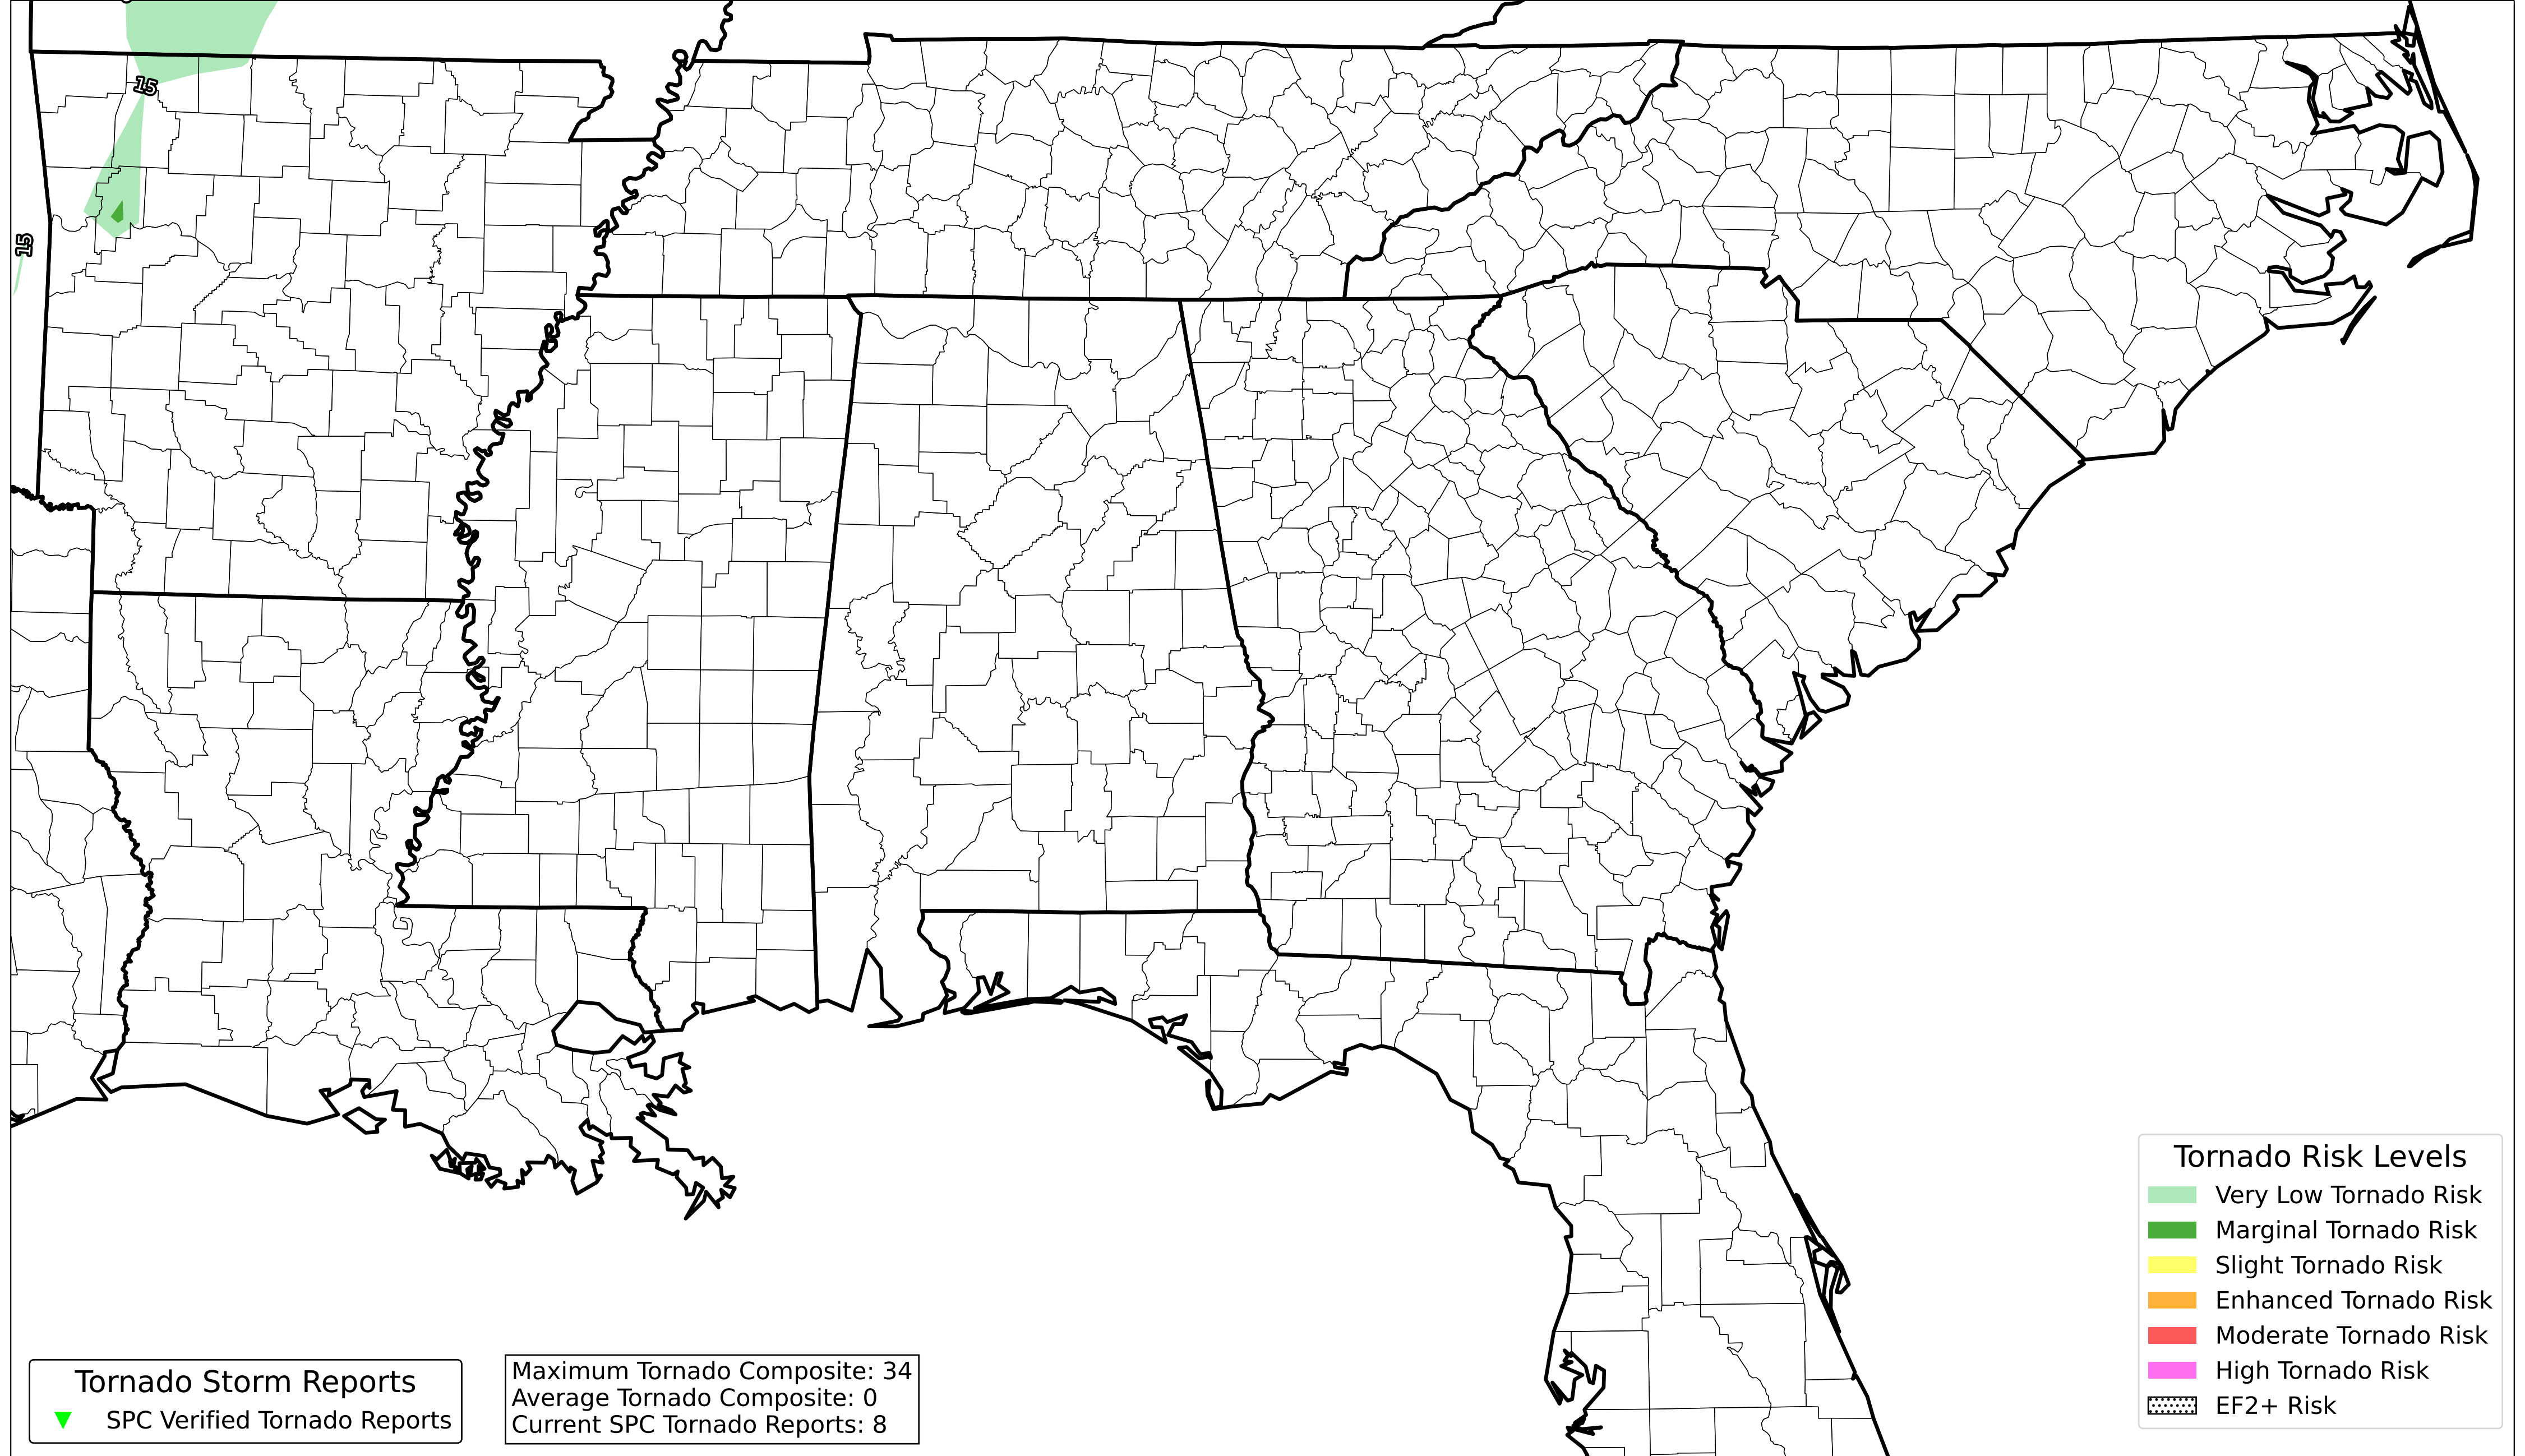 15
15
Tornado Risk Levels
Very Low Tornado Risk
Marginal Tornado Risk
Slight Tornado Risk
Enhanced Tornado Risk
Moderate Tornado Risk
High Tornado Risk
EF2+ Risk
Tornado Storm Reports
SPC Verified Tornado Reports
Maximum Tornado Composite: 34
Average Tornado Composite: 0
Current SPC Tornado Reports: 8